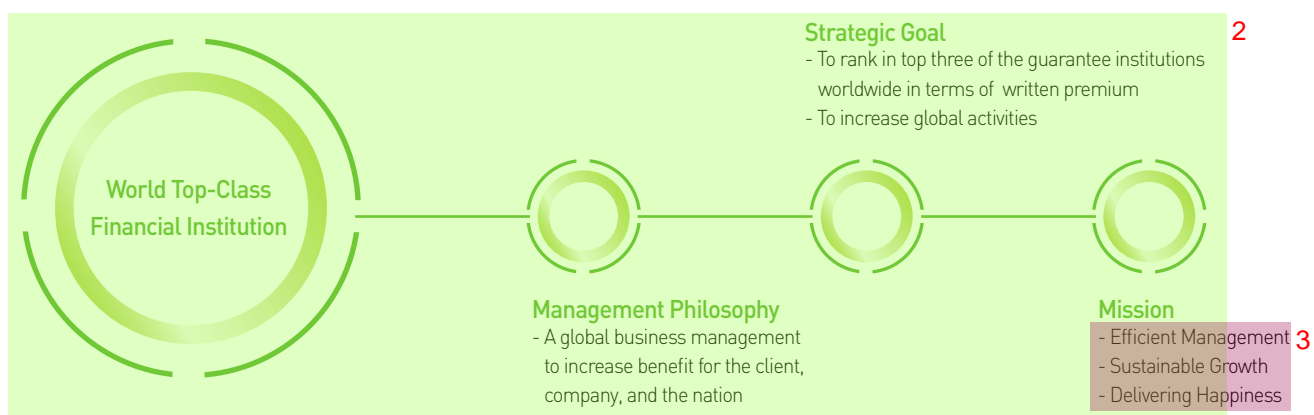 World Top-Class
Financial Institution
Management Philosophy
- A global business management
to increase benefit for the client,
company, and the nation
Strategic Goal
- To rank in top three of the guarantee institutions
worldwide in terms of written premium
- To increase global activities
Mission
- Efficient Management
- Sustainable Growth
- Delivering Happiness
2
3